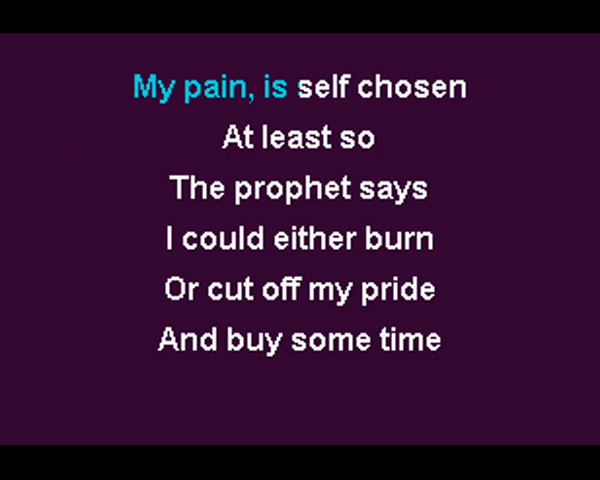 My pain, is self chosen
At least so
The prophet says
I could either burn
Or cut off my pride
And buy some time